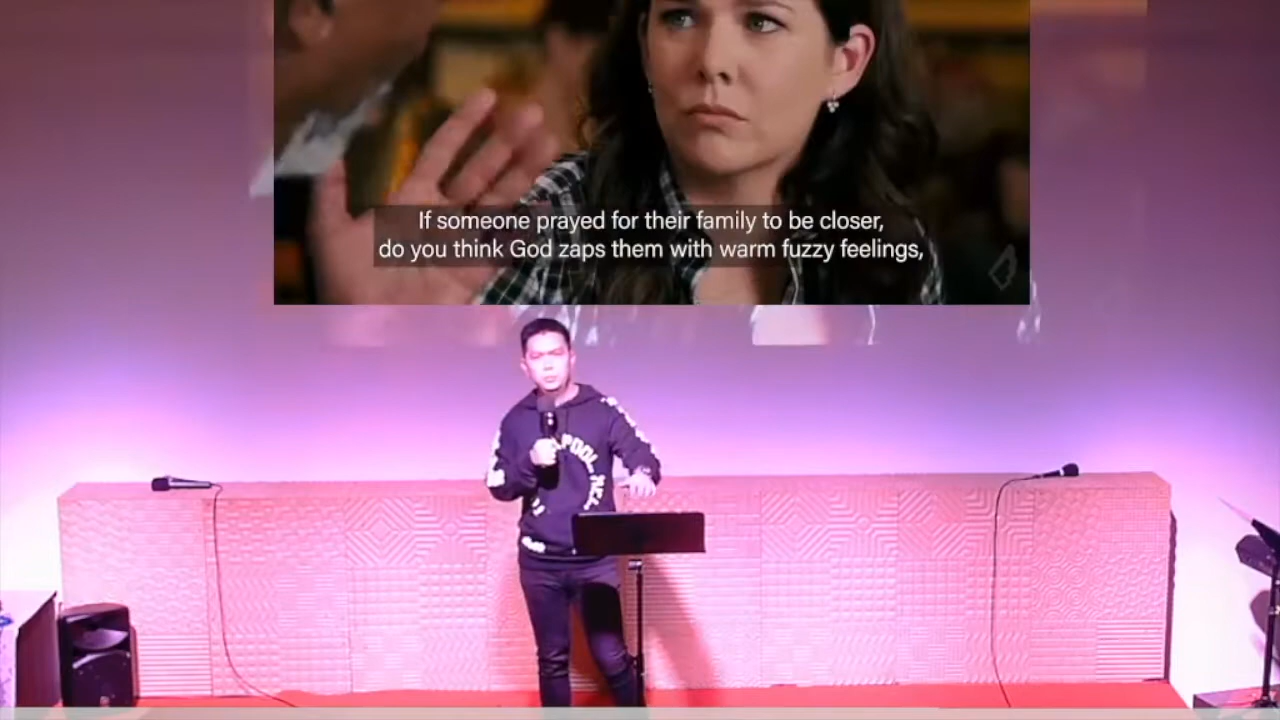 If someone prayed for their family to be closer,
do you think God zaps them with warm fuzzy feelings,